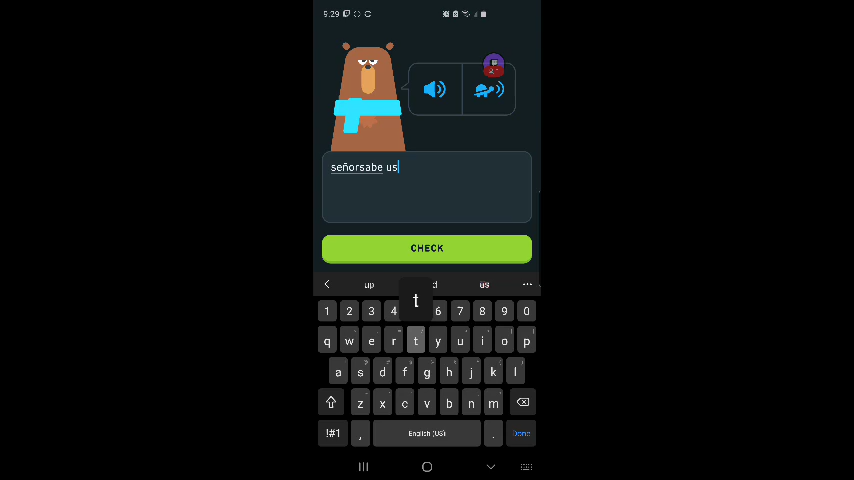 9:29
señorsabe us
CHECK
up
d
us
t
1 2 3 4 6 7 8 9 0
q w e r t y u i o p
a s d f g h j k l
z x c v b n m
!#1 , English (US) . Done